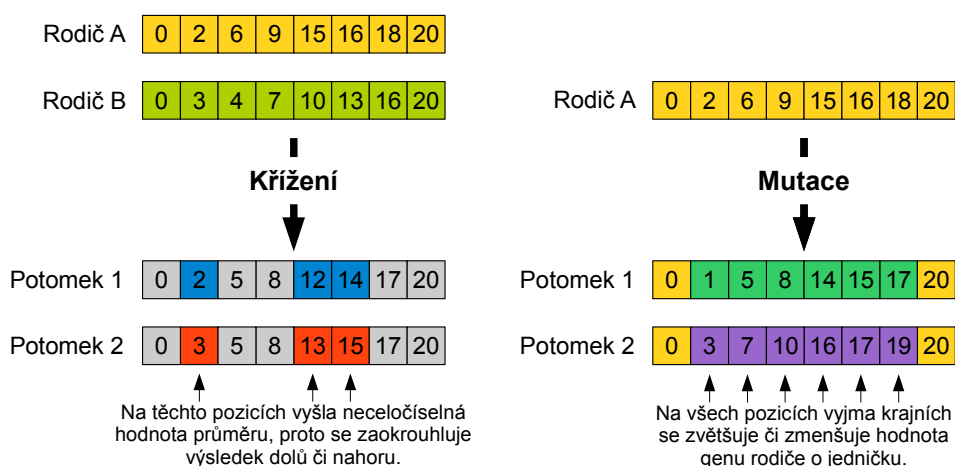 Rodič A 0 2 6 9 15 16 18 20
Rodič B 0 3 4 7 10 13 16 20
Křížení
Potomek 1 0 2 5 8 12 14 17 20
Potomek 2 0 3 5 8 13 15 17 20
Na těchto pozicích vyšla neceločíselná
hodnota průměru, proto se zaokrouhluje
výsledek dolů či nahoru.
Rodič A 0 2 6 9 15 16 18 20
Mutace
Potomek 1 0 1 5 8 14 15 17 20
Potomek 2 0 3 7 10 16 17 19 20
Na všech pozicích vyjma krajních
se zvětšuje či zmenšuje hodnota
genu rodiče o jedničku.